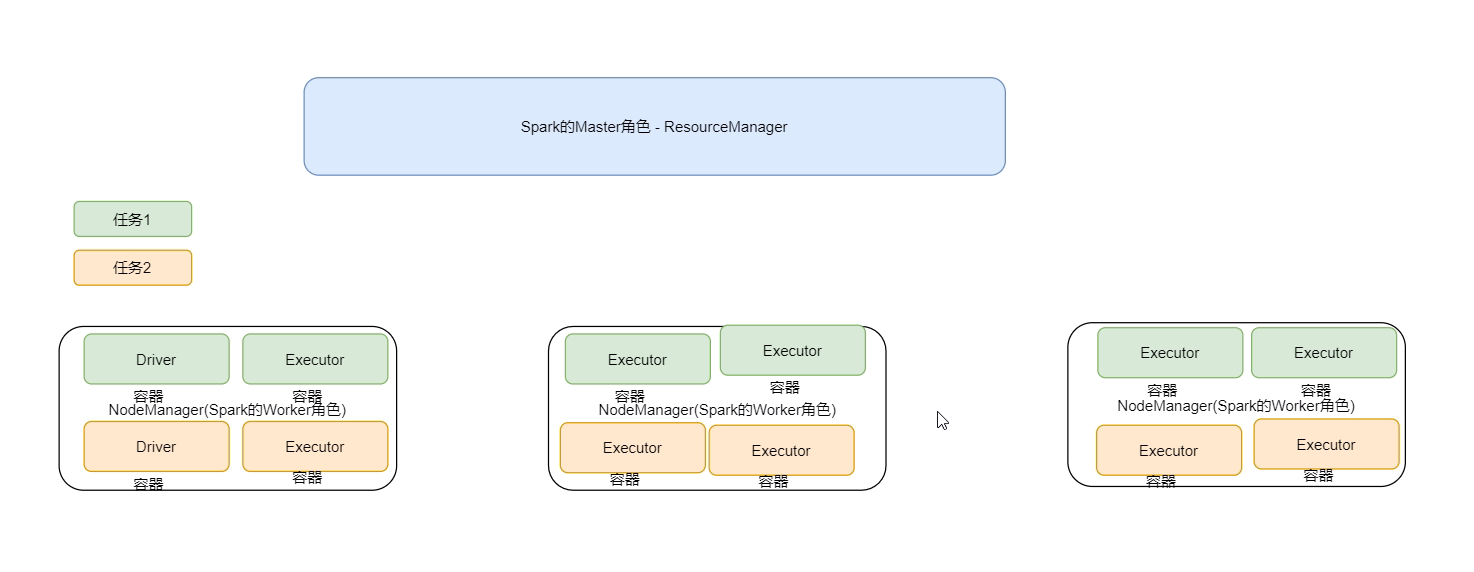 Spark的Master角色 - ResourceManager
任务1
任务2
Driver
Executor
容器
容器
NodeManager(Spark的Worker角色)
Driver
Executor
容器
容器
Executor
Executor
容器
容器
NodeManager(Spark的Worker角色)
Executor
Executor
容器
容器
Executor
Executor
容器
容器
NodeManager(Spark的Worker角色)
Executor
Executor
容器
容器